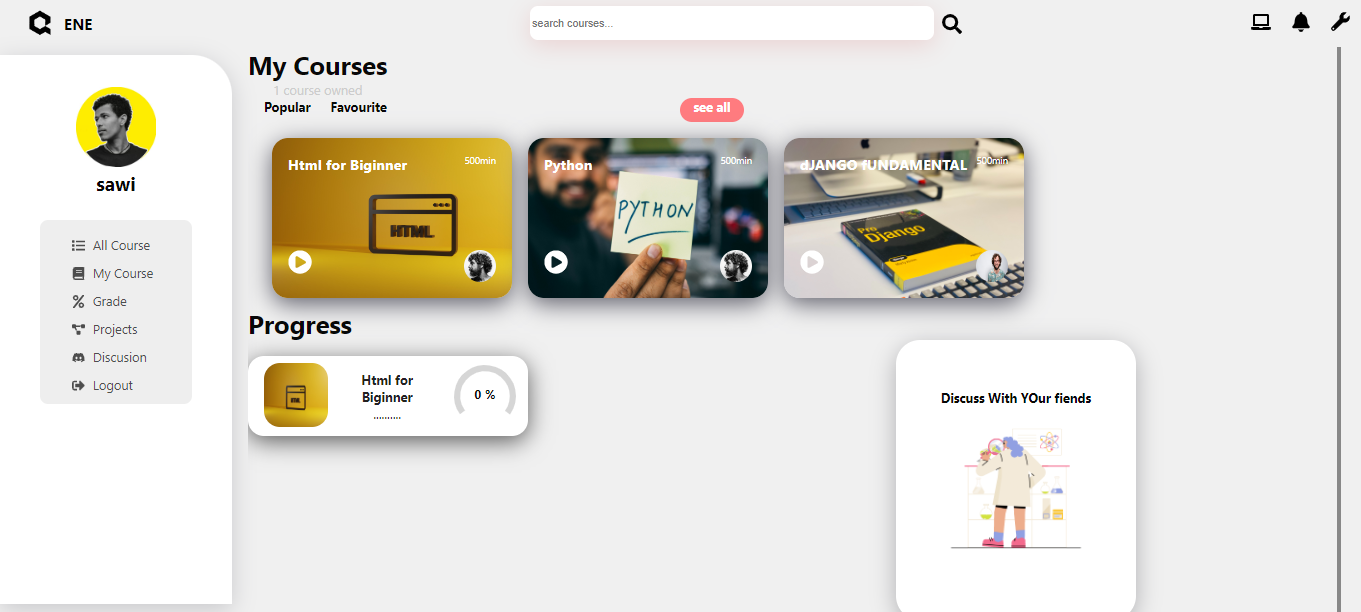 ENE
search courses...
My Courses
1 course owned
Popular Favourite
see all
sawi
All Course
My Course
Grade
Projects
Discusion
Logout
Html for Biginner
500min
HTML
Python
500min
PYTHON
dJANGO fUNDAMENTAL
500min
Pro
Django
Progress
Html for
Biginner
..........
0 %
Discuss With YOur fiends